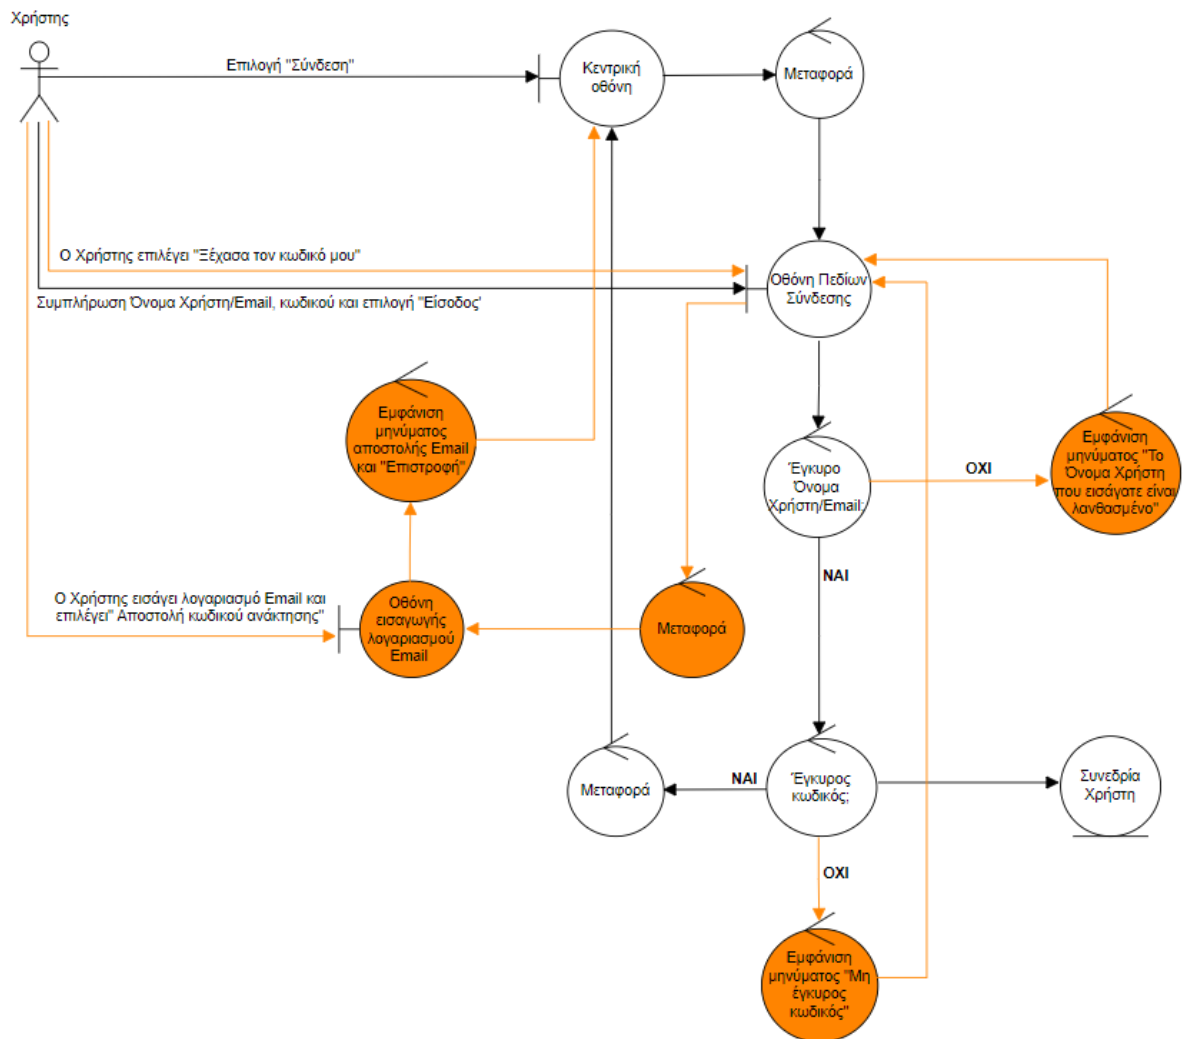 Χρήστης
Επιλογή "Σύνδεση"
Κεντρική
οθόνη
Μεταφορά
Ο Χρήστης επιλέγει "Ξέχασα τον κωδικό μου"
Συμπλήρωση Όνομα Χρήστη/Email, κωδικού και επιλογή "Είσοδος'
Οθόνη Πεδίων
Σύνδεσης
Εμφάνιση
μηνύματος
αποστολής Email
και "Επιστροφή"
Έγκυρο
Όνομα
Χρήστη/Email;
ΟΧΙ
Εμφάνιση
μηνύματος "Το
Όνομα Χρήστη
που εισάγατε είναι
λανθασμένο"
ΝΑΙ
Ο Χρήστης εισάγει λογαριασμό Email και
επιλέγει" Αποστολή κωδικού ανάκτησης"
Οθόνη
εισαγωγής
λογαριασμού
Email
Μεταφορά
Μεταφορά
ΝΑΙ
Έγκυρος
κωδικός;
Συνεδρία
Χρήστη
ΟΧΙ
Εμφάνιση
μηνύματος "Μη
έγκυρος
κωδικός"